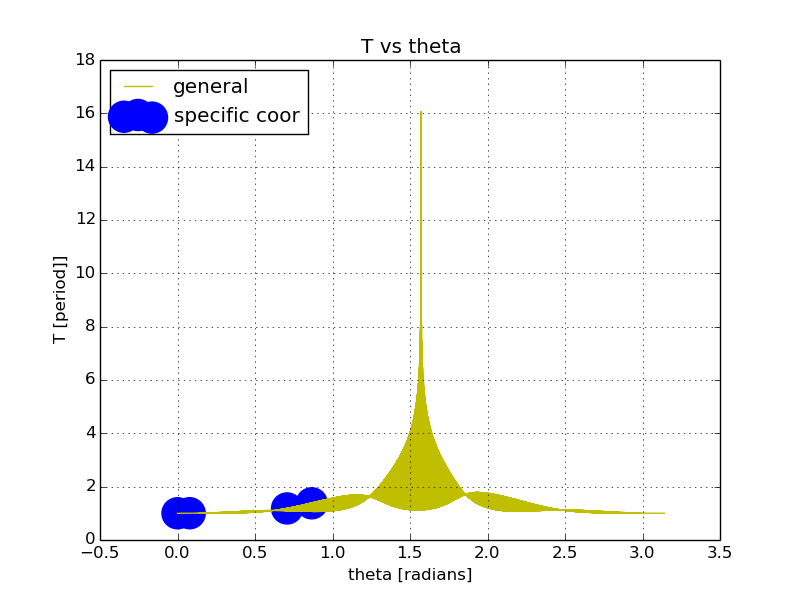 T vs theta
general
specific coor
T [period]]
18
16
14
12
10
8
6
4
2
0
−0.5 0.0 0.5 1.0 1.5 2.0 2.5 3.0 3.5
theta [radians]